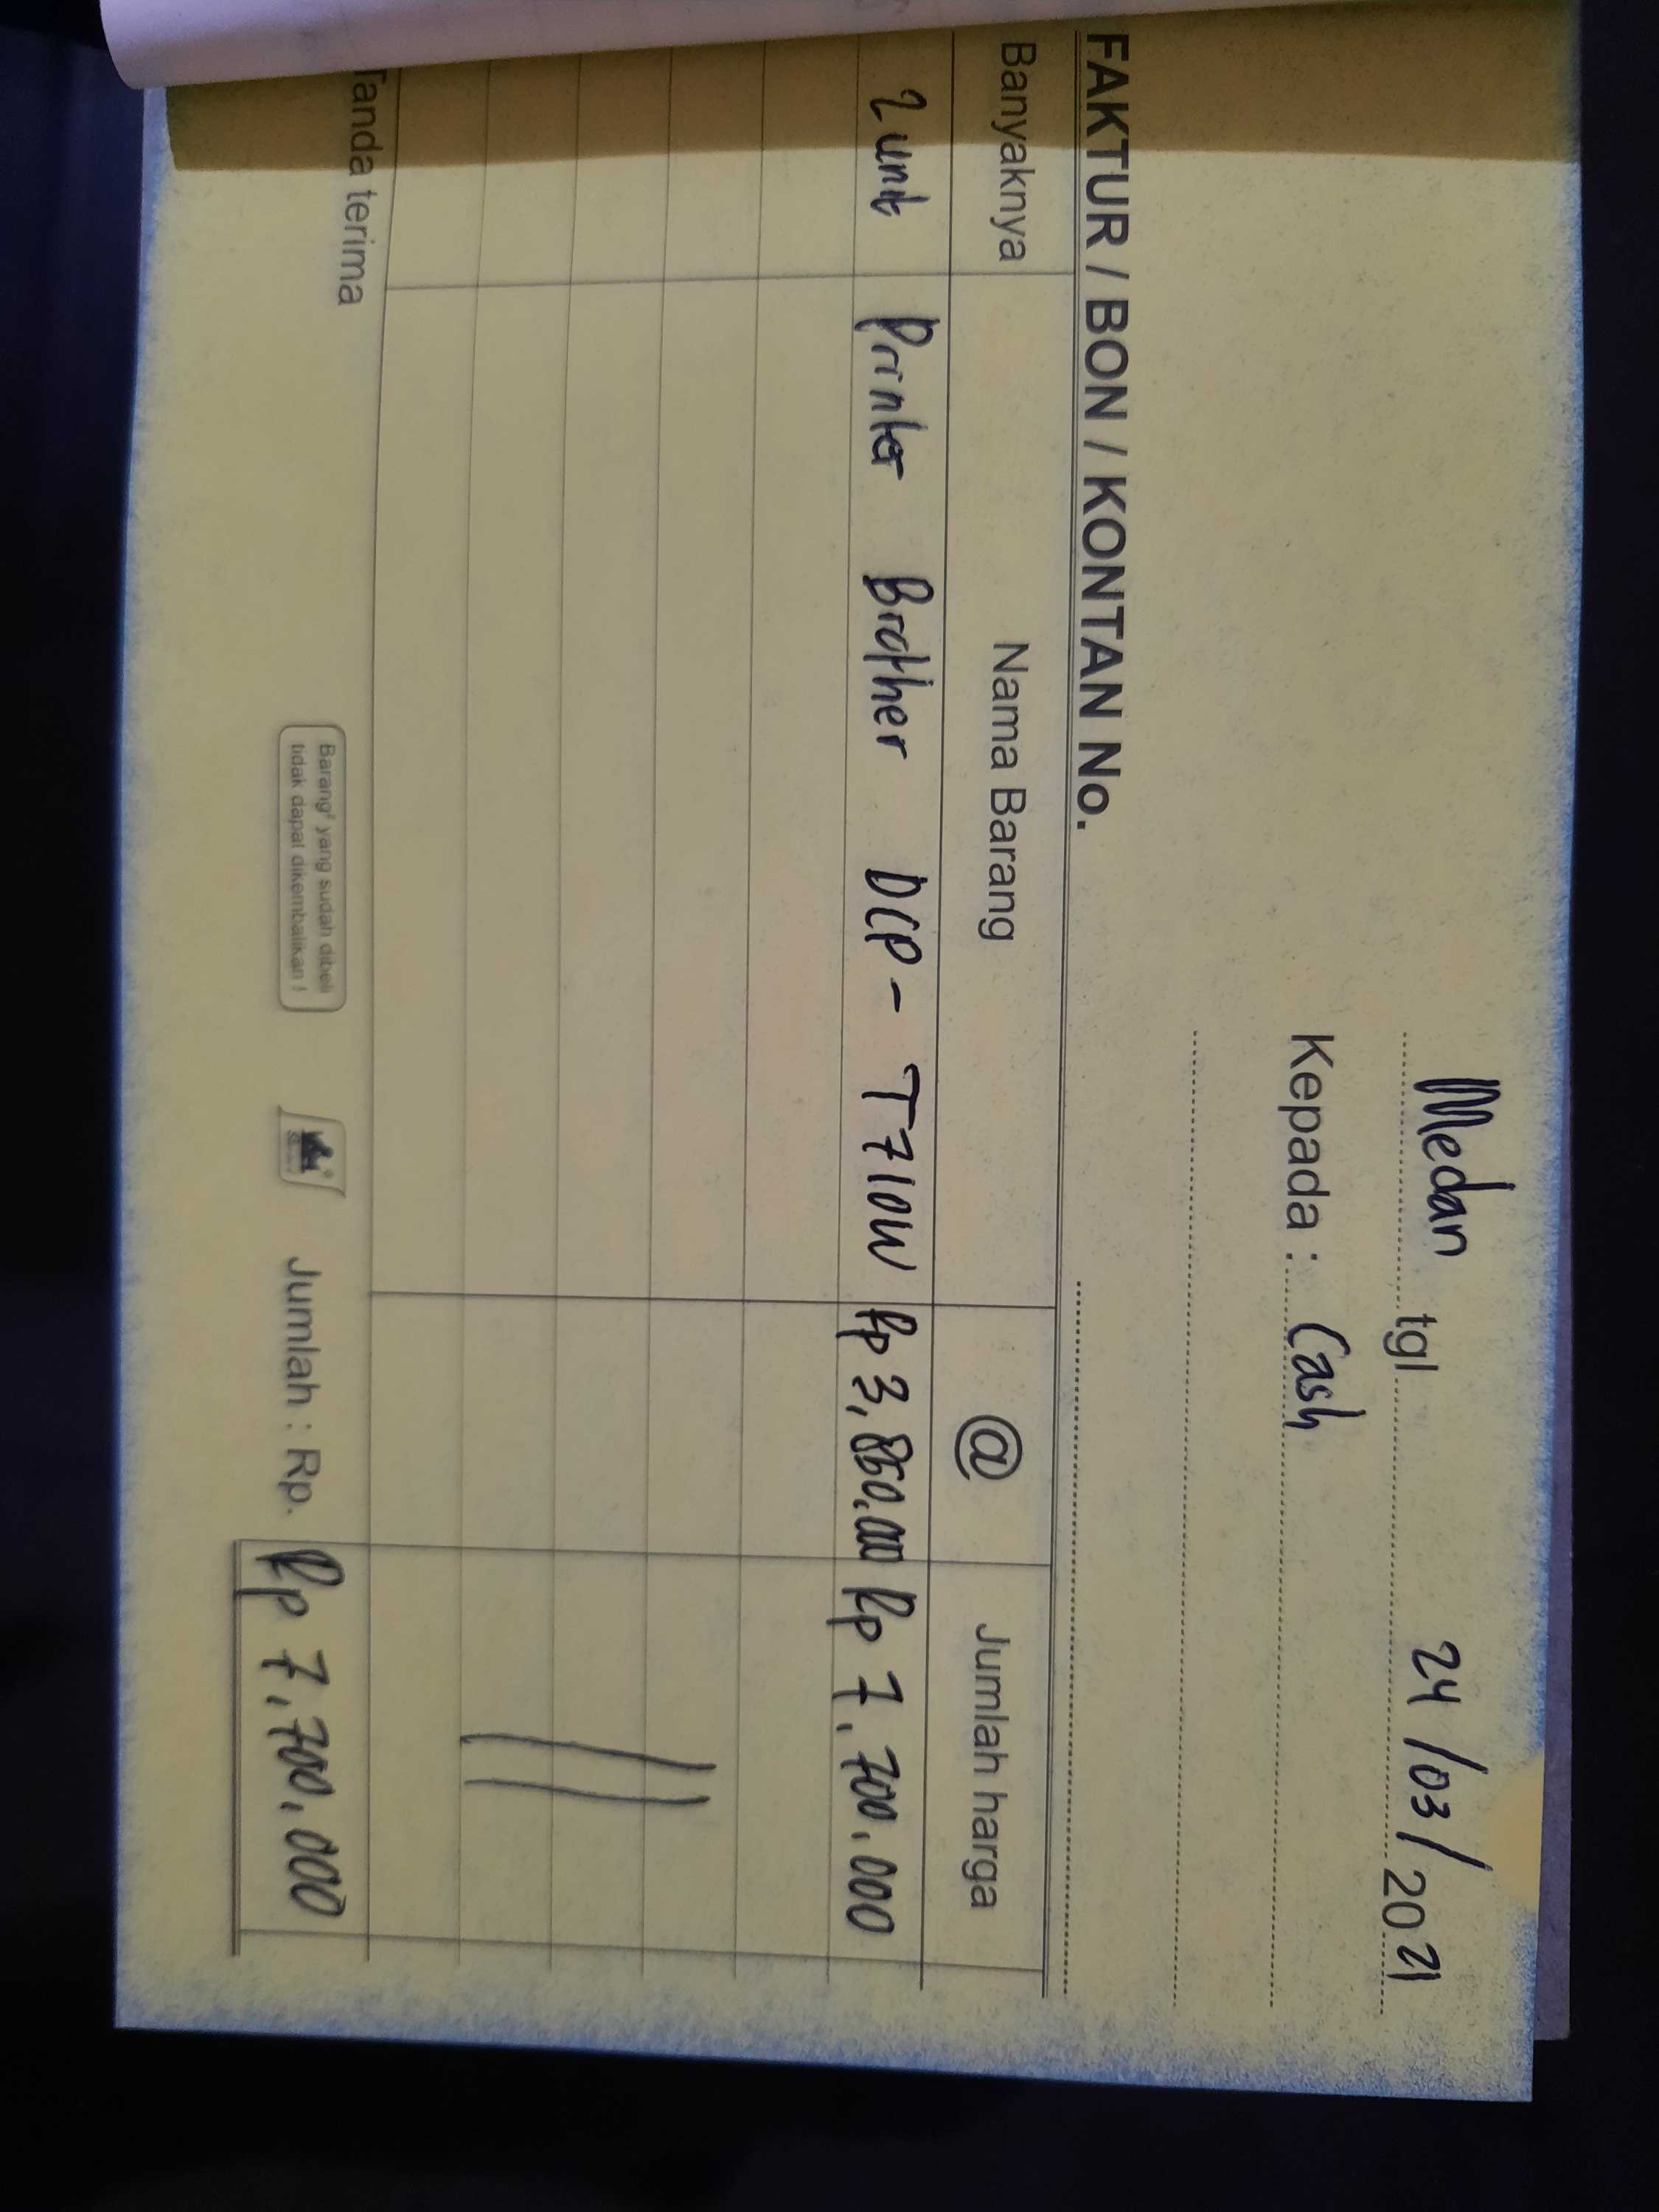 Medan tgl 24/03/2021
Kepada : Cash
FAKTUR / BON / KONTAN No.
Banyaknya Nama Barang @ Jumlah harga
2 unit Printer Brother DCP - T710W Rp 3,850.000 Rp 7.700.000
Tanda terima
Barang² yang sudah dibeli
tidak dapat dikembalikan !
Jumlah : Rp. Rp 7.700.000